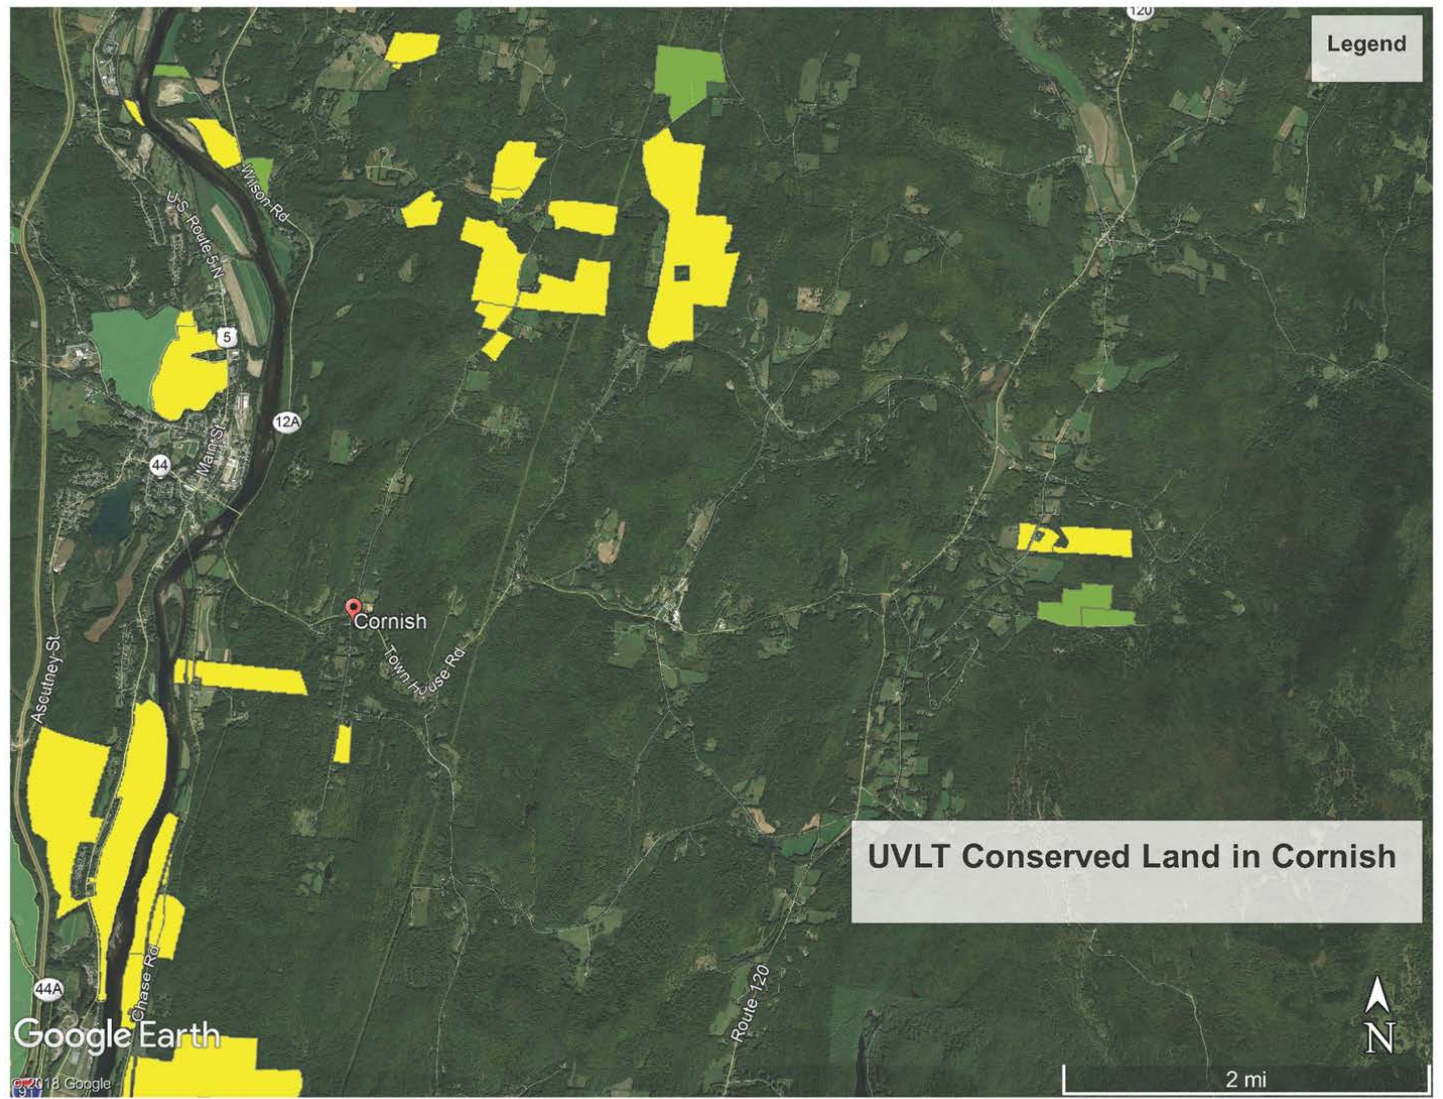 120
Legend
Wilson Rd
U.S. Route 5 N
5
12A
Main St
44
Cornish
Town House Rd
Ascutney St
UVLT Conserved Land in Cornish
Chase Rd
44A
Route 120
Google Earth
N
© 2018 Google
91
2 mi